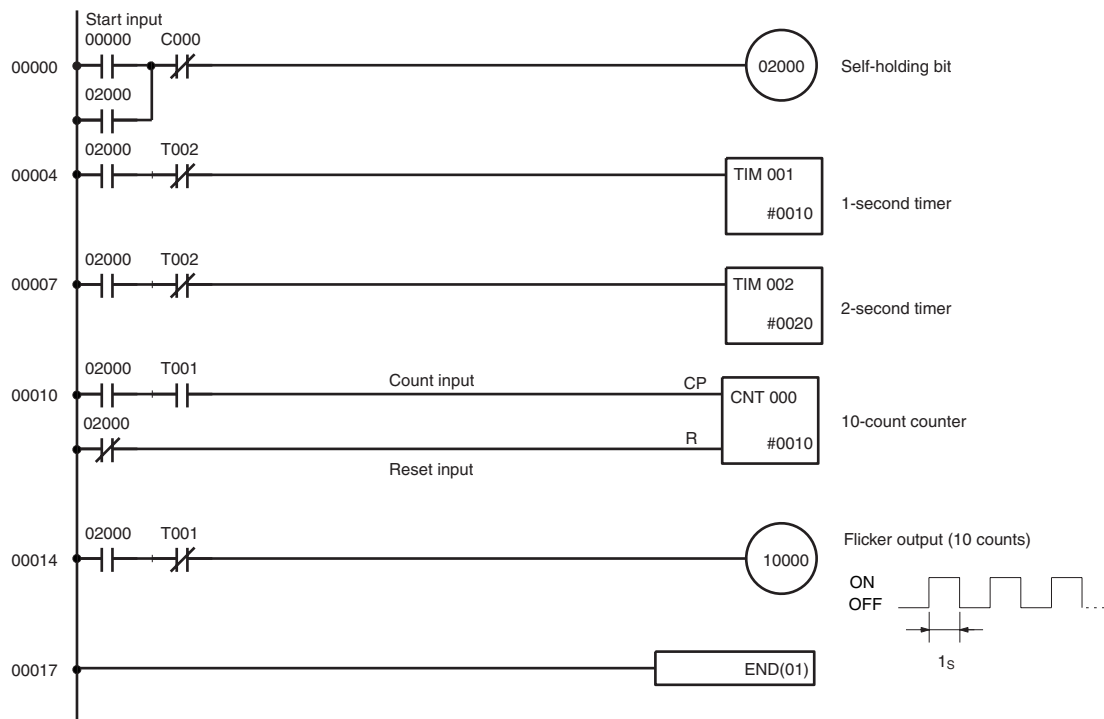 Start input
00000 C000
00000 02000 Self-holding bit
02000
02000 T002
00004 TIM 001
#0010 1-second timer
02000 T002
00007 TIM 002
#0020 2-second timer
02000 T001
00010 Count input CP CNT 000
02000 10-count counter
R #0010
Reset input
02000 T001
Flicker output (10 counts)
00014 10000
ON
OFF
1s
00017 END(01)